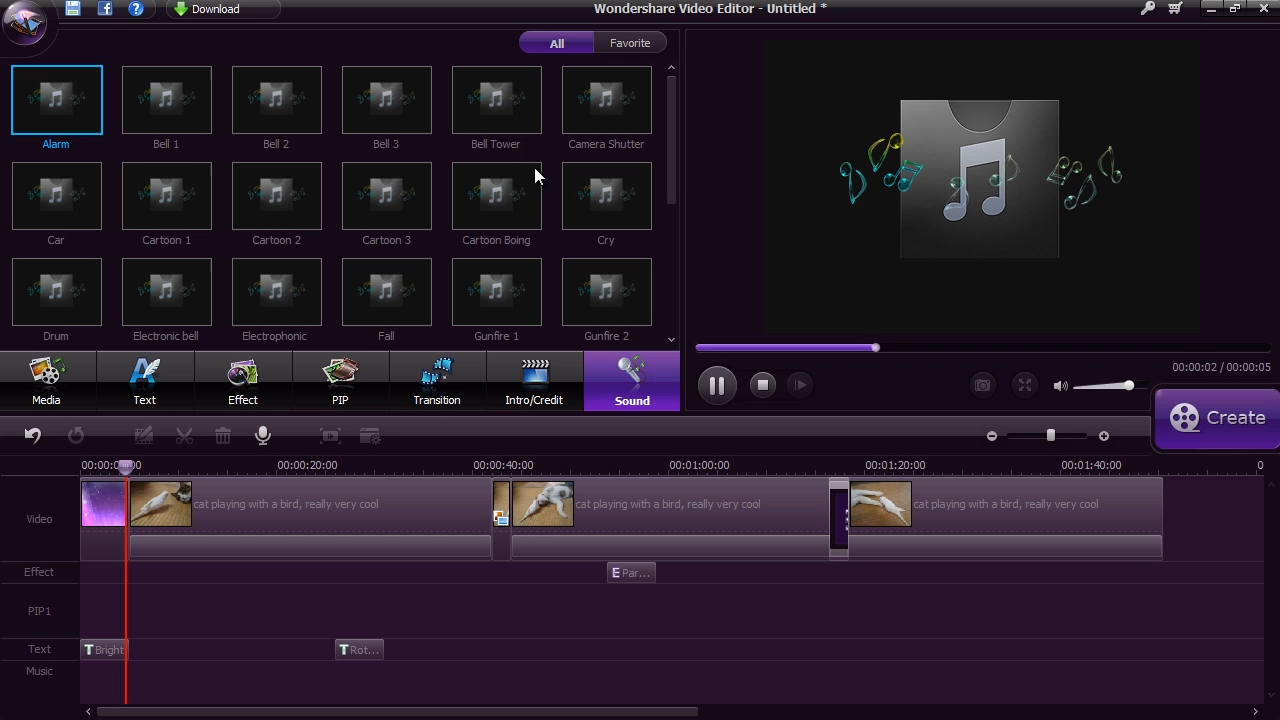 Download
Wondershare Video Editor - Untitled *
All
Favorite
Alarm
Bell 1
Bell 2
Bell 3
Bell Tower
Camera Shutter
Car
Cartoon 1
Cartoon 2
Cartoon 3
Cartoon Boing
Cry
Drum
Electronic bell
Electrophonic
Fall
Gunfire 1
Gunfire 2
00:00:02 / 00:00:05
Media
Text
Effect
PIP
Transition
Intro/Credit
Sound
Create
00:00:20:00
00:00:40:00
00:01:00:00
00:01:20:00
00:01:40:00
0
Video
cat playing with a bird, really very cool
cat playing with a bird, really very cool
cat playing with a bird, really very cool
Effect
E Par...
PIP1
Text
T Bright
T Rot...
Music